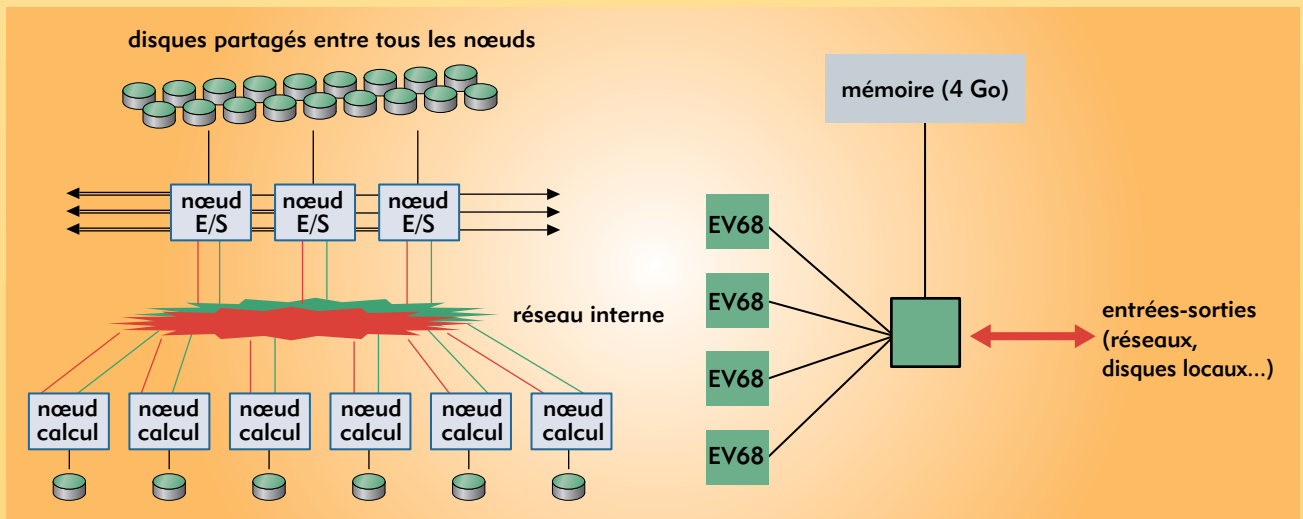 disques partagés entre tous les nœuds
nœud
E/S
nœud
E/S
nœud
E/S
réseau interne
nœud
calcul
nœud
calcul
nœud
calcul
nœud
calcul
nœud
calcul
nœud
calcul
mémoire (4 Go)
EV68
EV68
EV68
EV68
entrées-sorties
(réseaux,
disques locaux...)